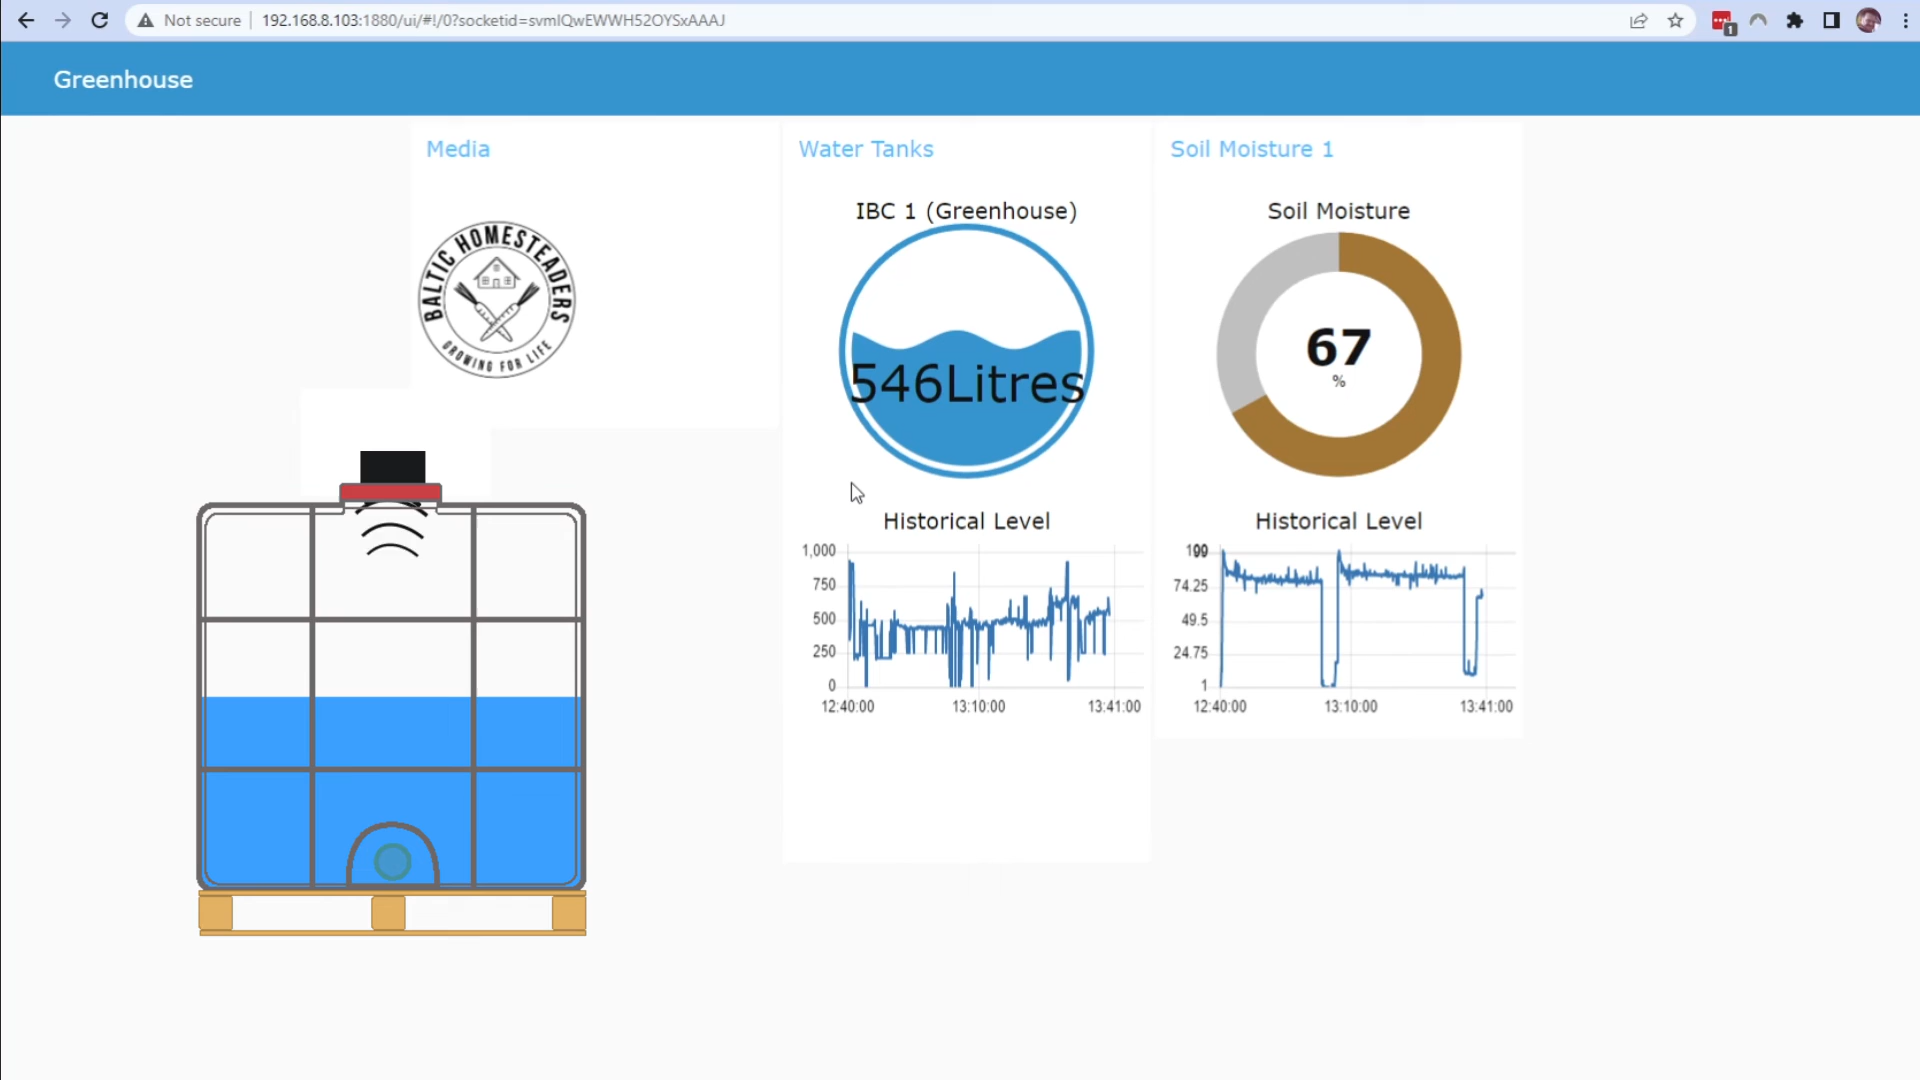 Not secure
192.168.8.103:1880/ui/#!/0?socketid=svmIQwEWWH52OYSxAAAJ
1
Greenhouse
Media
BALTIC HOMESTEADERS
GROWING FOR LIFE
Water Tanks
IBC 1 (Greenhouse)
546Litres
Historical Level
1,000
750
500
250
0
12:40:00 13:10:00 13:41:00
Soil Moisture 1
Soil Moisture
67
%
Historical Level
74.25
49.5
24.75
1
12:40:00 13:10:00 13:41:00